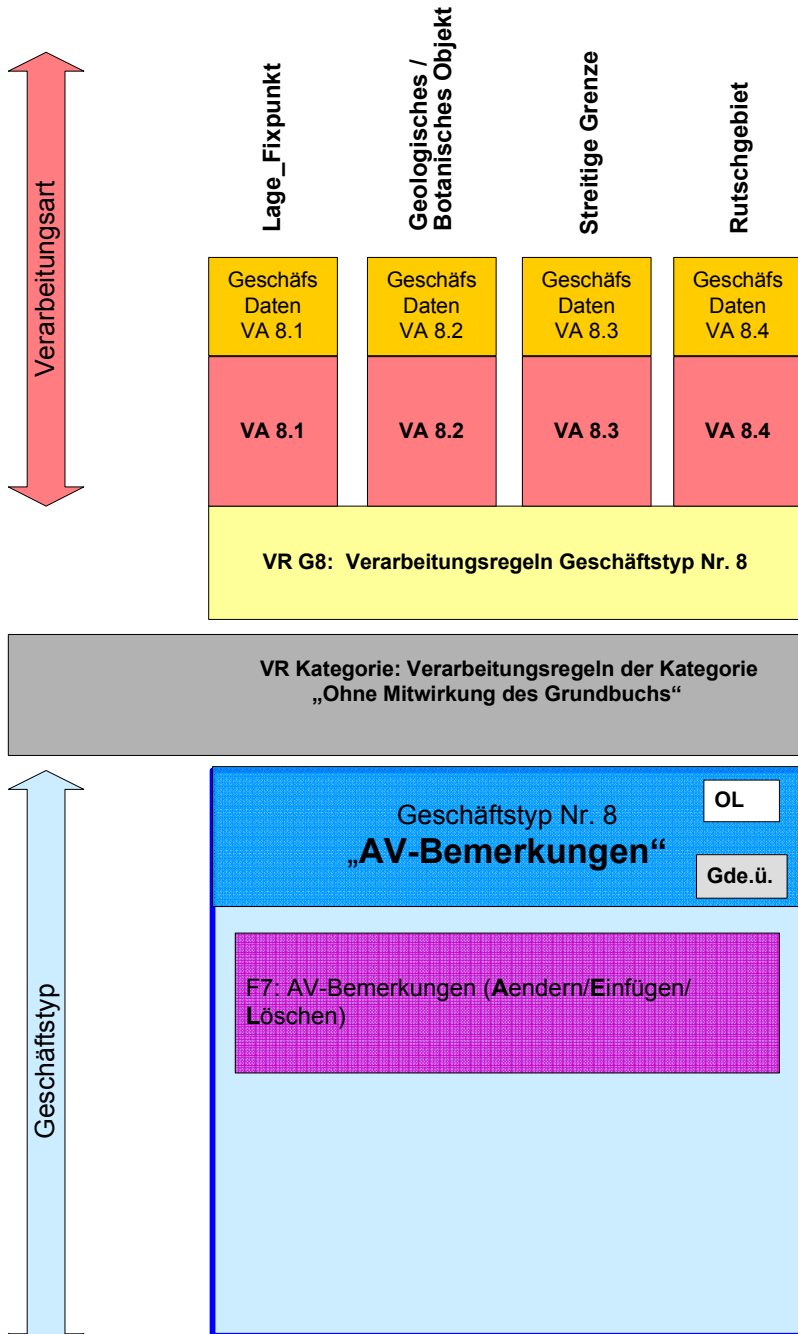 Verarbeitungsart
Lage_Fixpunkt
Geologisches /
Botanisches Objekt
Streitige Grenze
Rutschgebiet
Geschäfs
Daten
VA 8.1
Geschäfs
Daten
VA 8.2
Geschäfs
Daten
VA 8.3
Geschäfs
Daten
VA 8.4
VA 8.1
VA 8.2
VA 8.3
VA 8.4
VR G8: Verarbeitungsregeln Geschäftstyp Nr. 8
VR Kategorie: Verarbeitungsregeln der Kategorie
„Ohne Mitwirkung des Grundbuchs“
Geschäftstyp
Geschäftstyp Nr. 8
„AV-Bemerkungen“
OL
Gde.ü.
F7: AV-Bemerkungen (Aendern/Einfügen/
Löschen)